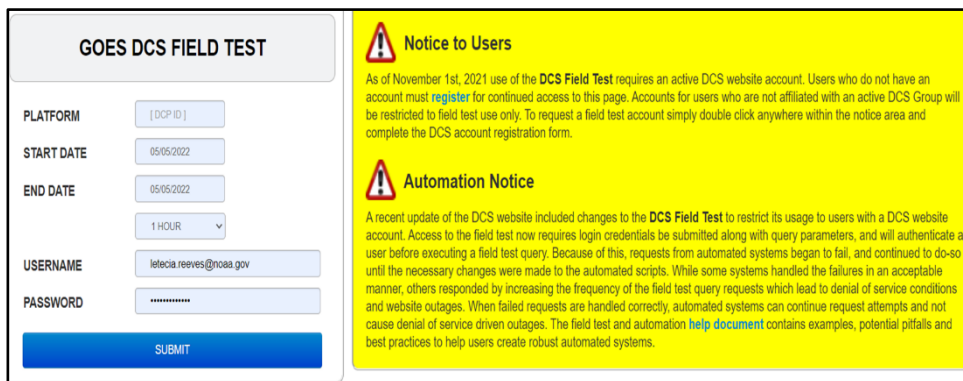 GOES DCS FIELD TEST
PLATFORM
[ DCP ID ]
START DATE
05/05/2022
END DATE
05/05/2022
1 HOUR
USERNAME
letecia.reeves@noaa.gov
PASSWORD
•••••••••••••
SUBMIT
Notice to Users
As of November 1st, 2021 use of the DCS Field Test requires an active DCS website account. Users who do not have an
account must register for continued access to this page. Accounts for users who are not affiliated with an active DCS Group will
be restricted to field test use only. To request a field test account simply double click anywhere within the notice area and
complete the DCS account registration form.
Automation Notice
A recent update of the DCS website included changes to the DCS Field Test to restrict its usage to users with a DCS website
account. Access to the field test now requires login credentials be submitted along with query parameters, and will authenticate a
user before executing a field test query. Because of this, requests from automated systems began to fail, and continued to do-so
until the necessary changes were made to the automated scripts. While some systems handled the failures in an acceptable
manner, others responded by increasing the frequency of the field test query requests which lead to denial of service conditions
and website outages. When failed requests are handled correctly, automated systems can continue request attempts and not
cause denial of service driven outages. The field test and automation help document contains examples, potential pitfalls and
best practices to help users create robust automated systems.